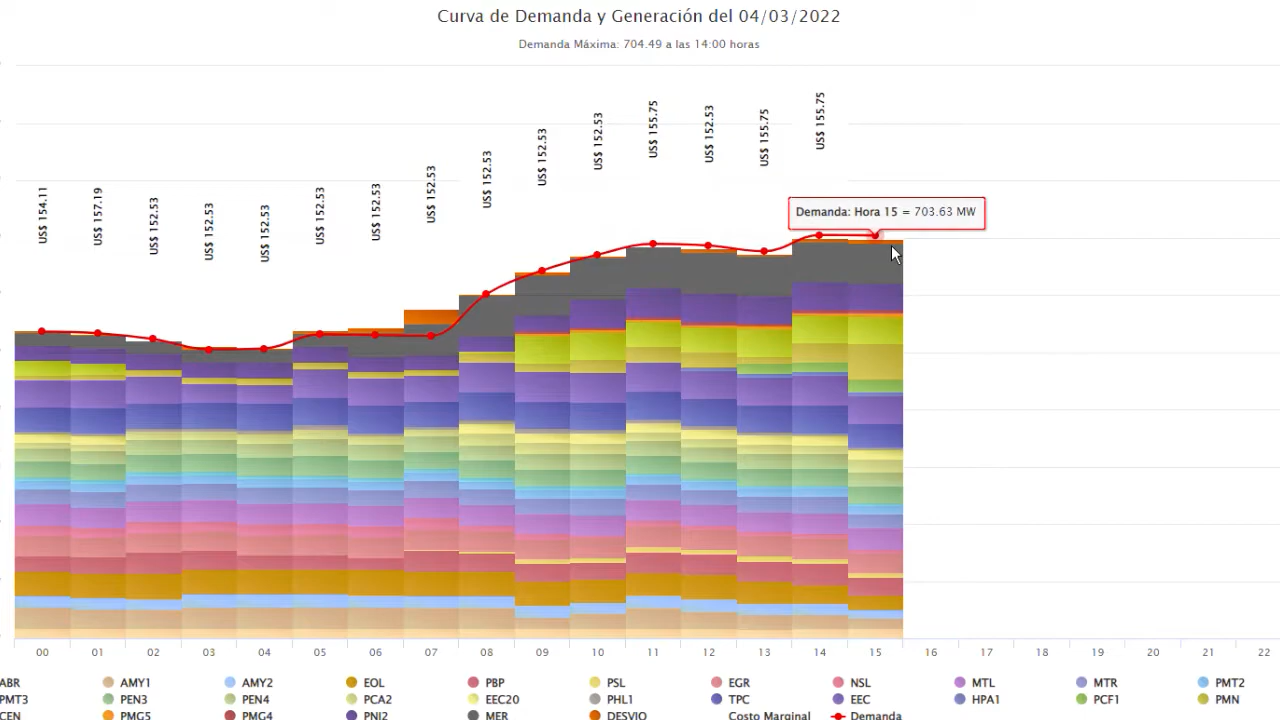 Curva de Demanda y Generación del 04/03/2022
Demanda Máxima: 704.49 a las 14:00 horas
US$ 154.11
US$ 157.19
US$ 152.53
US$ 152.53
US$ 152.53
US$ 152.53
US$ 152.53
US$ 152.53
US$ 152.53
US$ 152.53
US$ 152.53
US$ 155.75
US$ 152.53
US$ 155.75
US$ 155.75
Demanda: Hora 15 = 703.63 MW
00 01 02 03 04 05 06 07 08 09 10 11 12 13 14 15 16 17 18 19 20 21 22
ABR AMY1 AMY2 EOL PBP PSL EGR NSL MTL MTR PMT2
PMT3 PEN3 PEN4 PCA2 EEC20 PHL1 TPC EEC HPA1 PCF1 PMN
CEN PMG5 PMG4 PNI2 MER DESVIO Costo Marginal Demanda